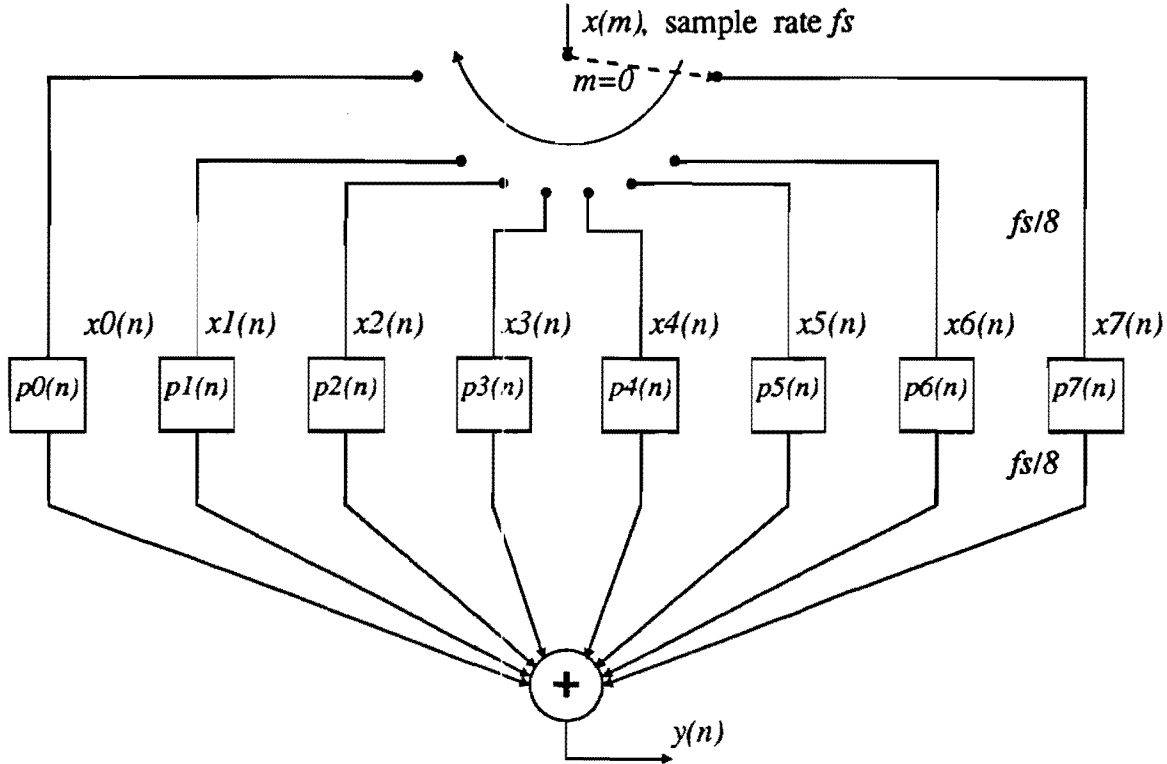 x(m), sample rate fs
m=0
fs/8
x0(n) x1(n) x2(n) x3(n) x4(n) x5(n) x6(n) x7(n)
p0(n) p1(n) p2(n) p3(n) p4(n) p5(n) p6(n) p7(n)
fs/8
+
y(n)